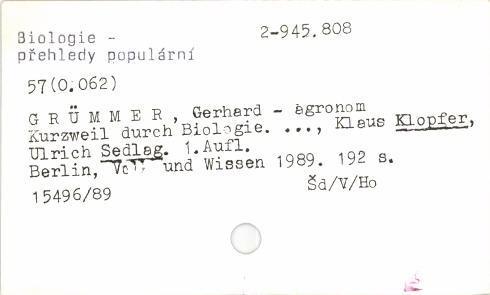 Biologie -
2-945.808
přehledy populární
57(0.062)
G R Ü M M E R , Gerhard - agronom
Kurzweil durch Biologie. ..., Klaus Klopfer,
Ulrich Sedlag. 1.Aufl.
Berlin, und Wissen 1989. 192 s.
15496/89
Šd/V/Ho